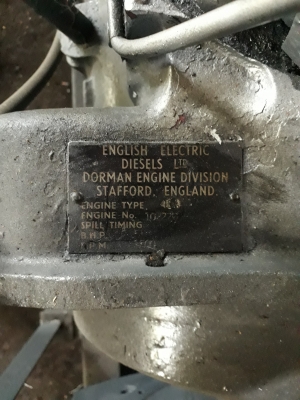 ENGLISH ELECTRIC
DIESELS LTD
DORMAN ENGINE DIVISION
STAFFORD, ENGLAND.
ENGINE TYPE.
ENGINE No.
SPILL TIMING
B.H.P.
R.P.M.